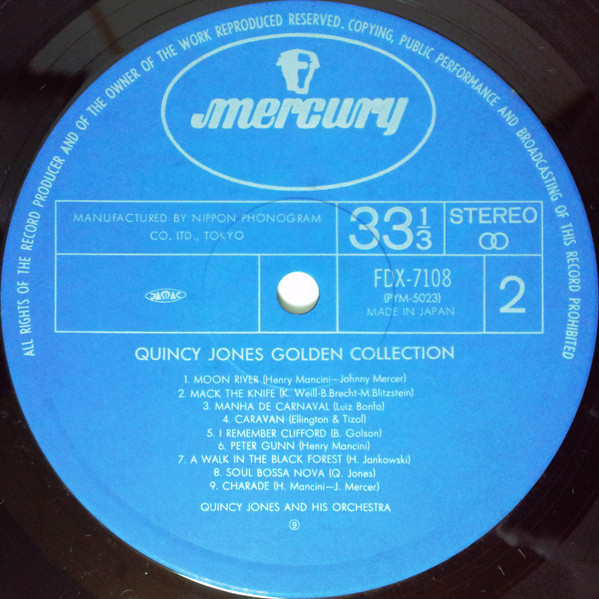 ALL RIGHTS OF THE RECORD PRODUCER AND OF THE OWNER OF THE WORK REPRODUCED RESERVED. COPYING, PUBLIC PERFORMANCE AND BROADCASTING OF THIS RECORD PROHIBITED
mercury
MANUFACTURED BY NIPPON PHONOGRAM
CO. LTD., TOKYO
33 1/3
STEREO
JASRAC
FDX-7108
(PYM-5023)
MADE IN JAPAN
2
QUINCY JONES GOLDEN COLLECTION
1. MOON RIVER (Henry Mancini—Jahnny Mercer)
2. MACK THE KNIFE (K. Weill-B.Brecht-M.Blitzstein)
3. MANHA DE CARNAVAL (Luiz Bonfa)
4. CARAVAN (Ellington & Tizol)
5. I REMEMBER CLIFFORD (B. Golson)
6. PETER GUNN (Henry Mancini)
7. A WALK IN THE BLACK FOREST (H. Jankowski)
8. SOUL BOSSA NOVA (Q. Jones)
9. CHARADE (H. Mancini—J. Mercer)
QUINCY JONES AND HIS ORCHESTRA